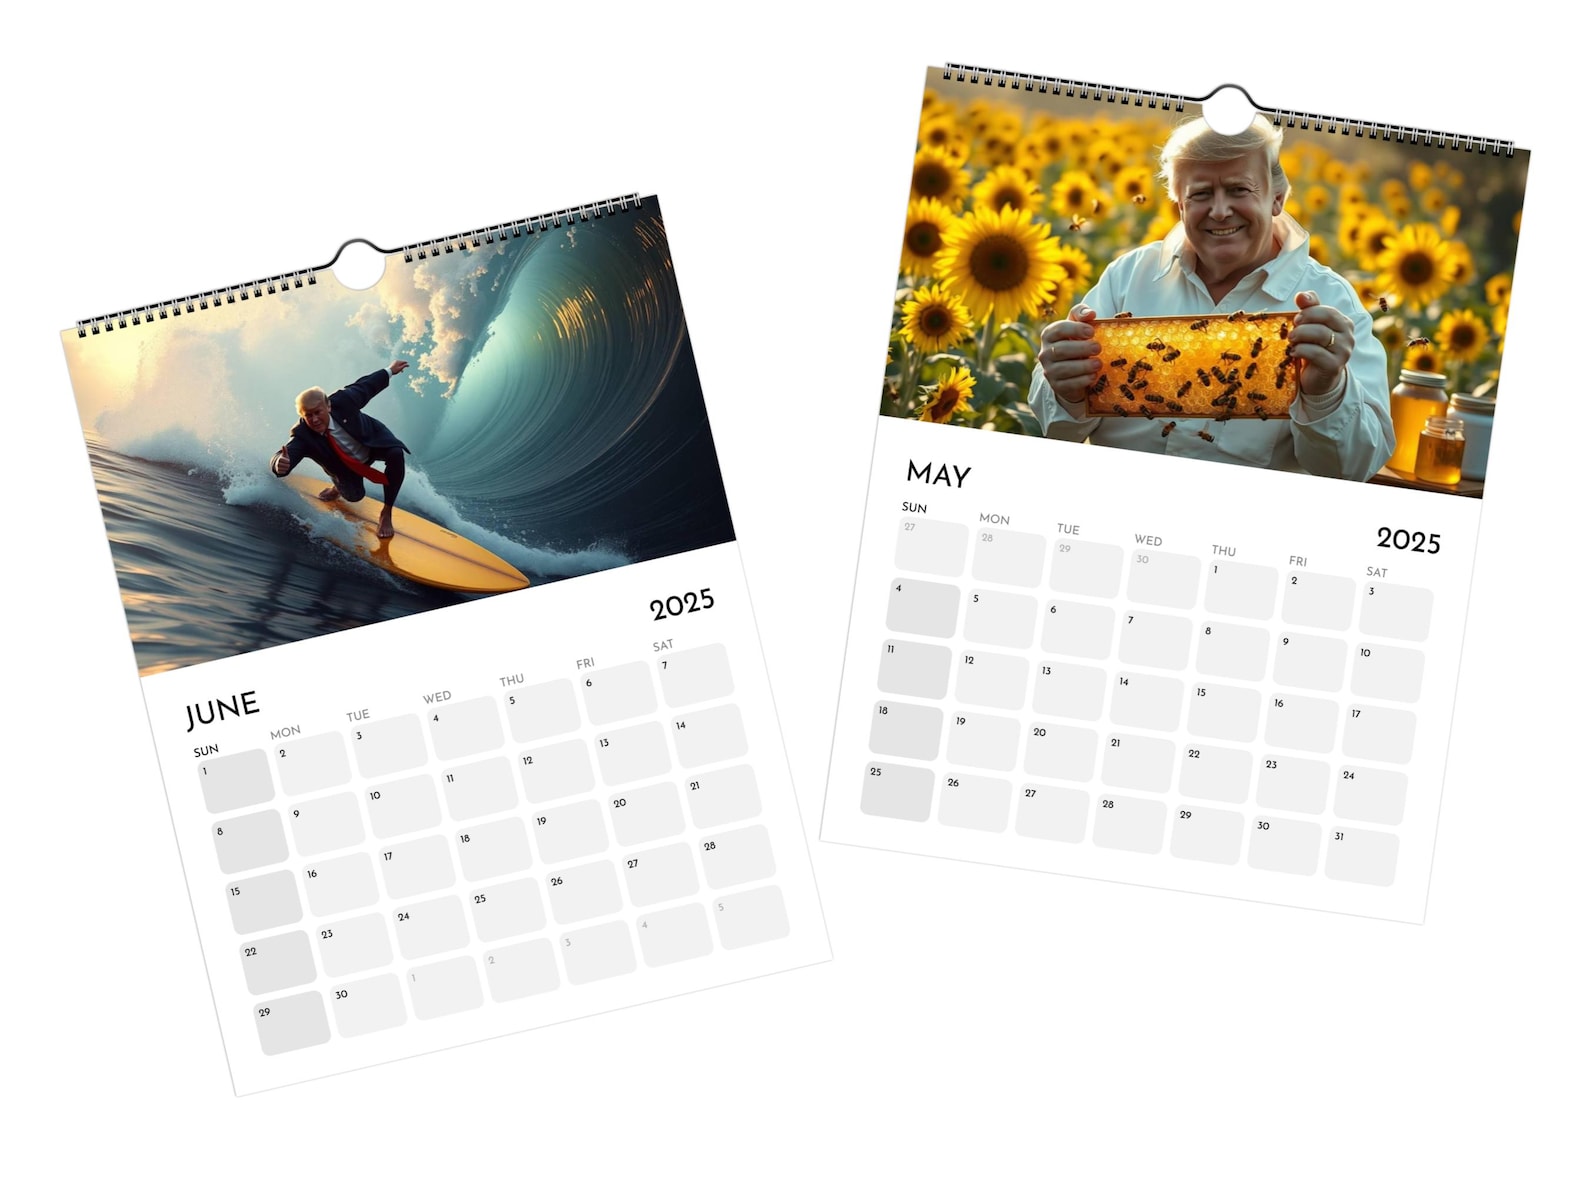 JUNE
2025
SUN MON TUE WED THU FRI SAT
1 2 3 4 5 6 7
8 9 10 11 12 13 14
15 16 17 18 19 20 21
22 23 24 25 26 27 28
29 30 1 2 3 4 5
MAY
2025
SUN MON TUE WED THU FRI SAT
27 28 29 30 1 2 3
4 5 6 7 8 9 10
11 12 13 14 15 16 17
18 19 20 21 22 23 24
25 26 27 28 29 30 31